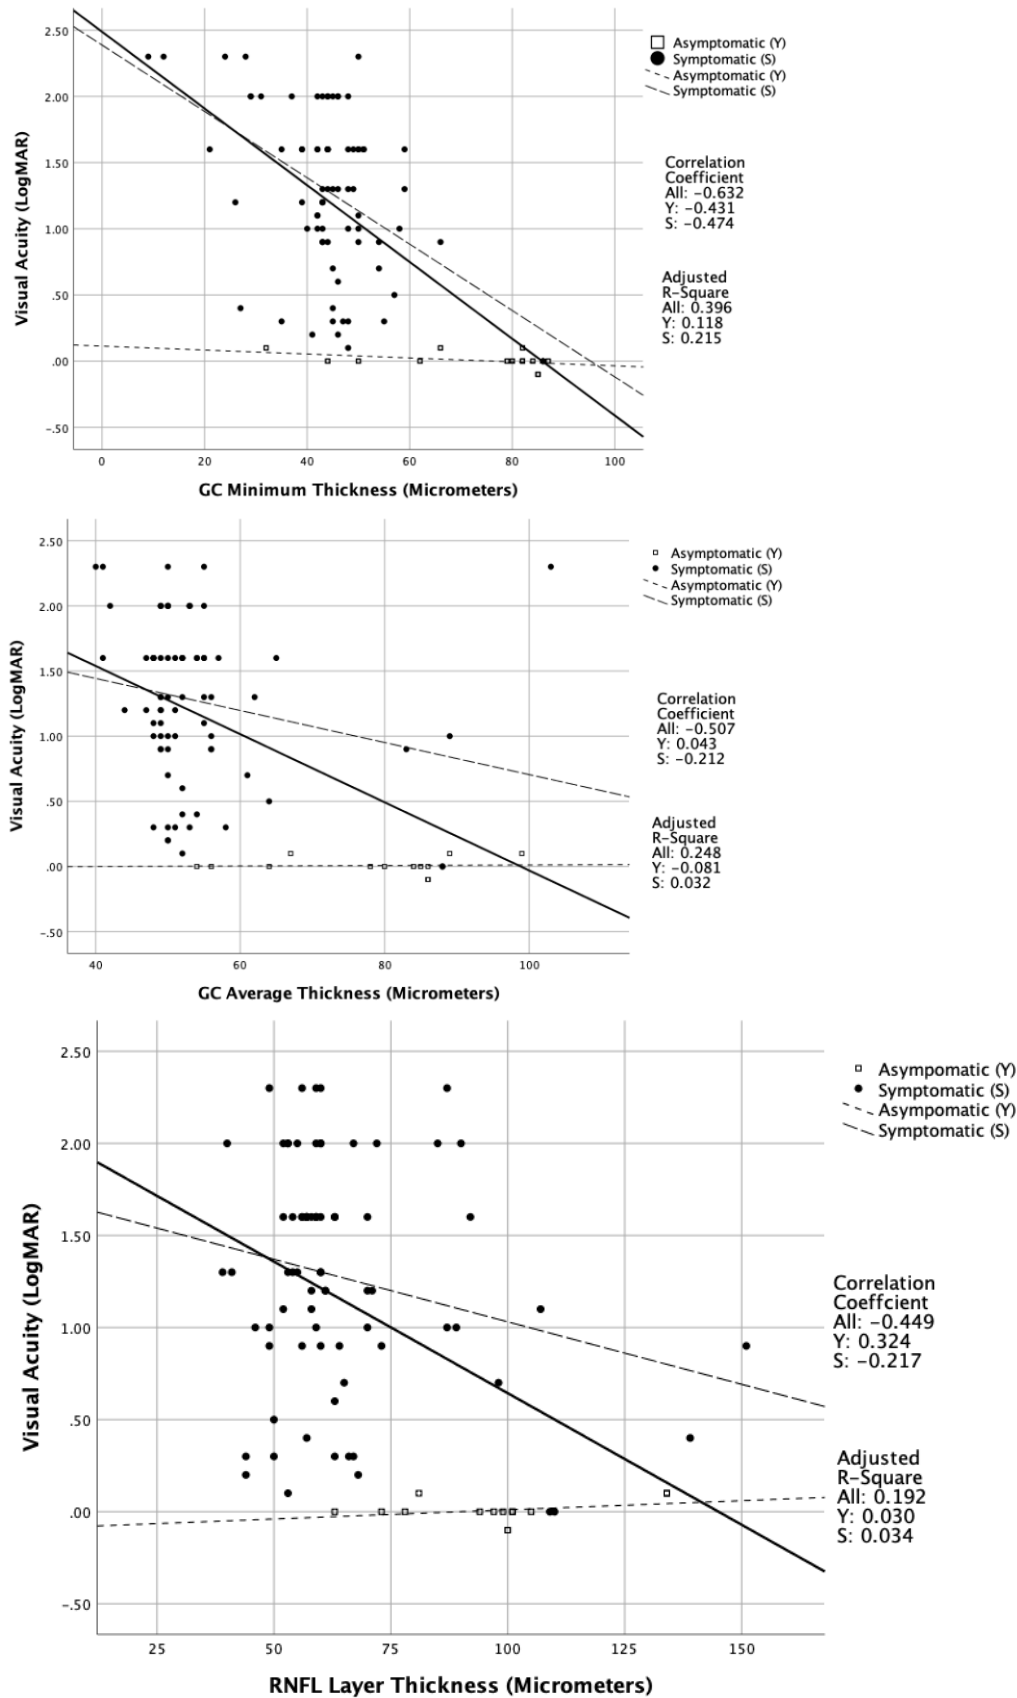 2.50
2.00
1.50
1.00
.50
.00
-.50
Visual Acuity (LogMAR)
0 20 40 60 80 100
GC Minimum Thickness (Micrometers)
Asymptomatic (Y)
Symptomatic (S)
Asymptomatic (Y)
Symptomatic (S)
Correlation
Coefficient
All: -0.632
Y: -0.431
S: -0.474
Adjusted
R-Square
All: 0.396
Y: 0.118
S: 0.215
2.50
2.00
1.50
1.00
.50
.00
-.50
Visual Acuity (LogMAR)
40 60 80 100
GC Average Thickness (Micrometers)
Asymptomatic (Y)
Symptomatic (S)
Asymptomatic (Y)
Symptomatic (S)
Correlation
Coefficient
All: -0.507
Y: 0.043
S: -0.212
Adjusted
R-Square
All: 0.248
Y: -0.081
S: 0.032
2.50
2.00
1.50
1.00
.50
.00
-.50
Visual Acuity (LogMAR)
25 50 75 100 125 150
RNFL Layer Thickness (Micrometers)
Asympomatic (Y)
Symptomatic (S)
Asympomatic (Y)
Symptomatic (S)
Correlation
Coeffcient
All: -0.449
Y: 0.324
S: -0.217
Adjusted
R-Square
All: 0.192
Y: 0.030
S: 0.034